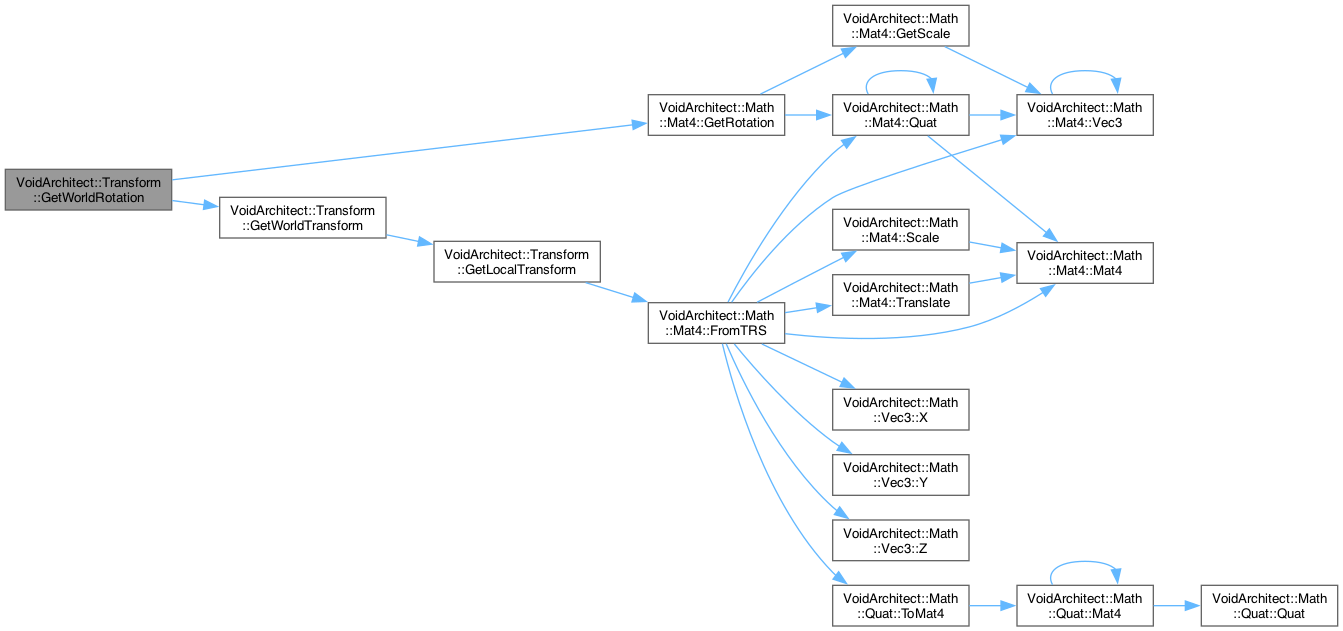 VoidArchitect::Math
::Mat4::GetScale
VoidArchitect::Math
::Mat4::GetRotation
VoidArchitect::Math
::Mat4::Quat
VoidArchitect::Math
::Mat4::Vec3
VoidArchitect::Transform
::GetWorldRotation
VoidArchitect::Transform
::GetWorldTransform
VoidArchitect::Transform
::GetLocalTransform
VoidArchitect::Math
::Mat4::FromTRS
VoidArchitect::Math
::Mat4::Scale
VoidArchitect::Math
::Mat4::Translate
VoidArchitect::Math
::Mat4::Mat4
VoidArchitect::Math
::Vec3::X
VoidArchitect::Math
::Vec3::Y
VoidArchitect::Math
::Vec3::Z
VoidArchitect::Math
::Quat::ToMat4
VoidArchitect::Math
::Quat::Mat4
VoidArchitect::Math
::Quat::Quat